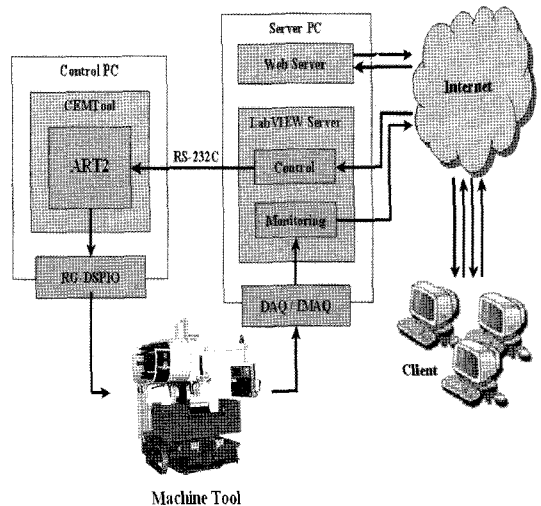 Server PC
Control PC
Web Server
Internet
CEMTool
LabVIEW Server
ART2
RS-232C
Control
Monitoring
RG-DSPIO
DAQ / IMAQ
Client
Machine Tool